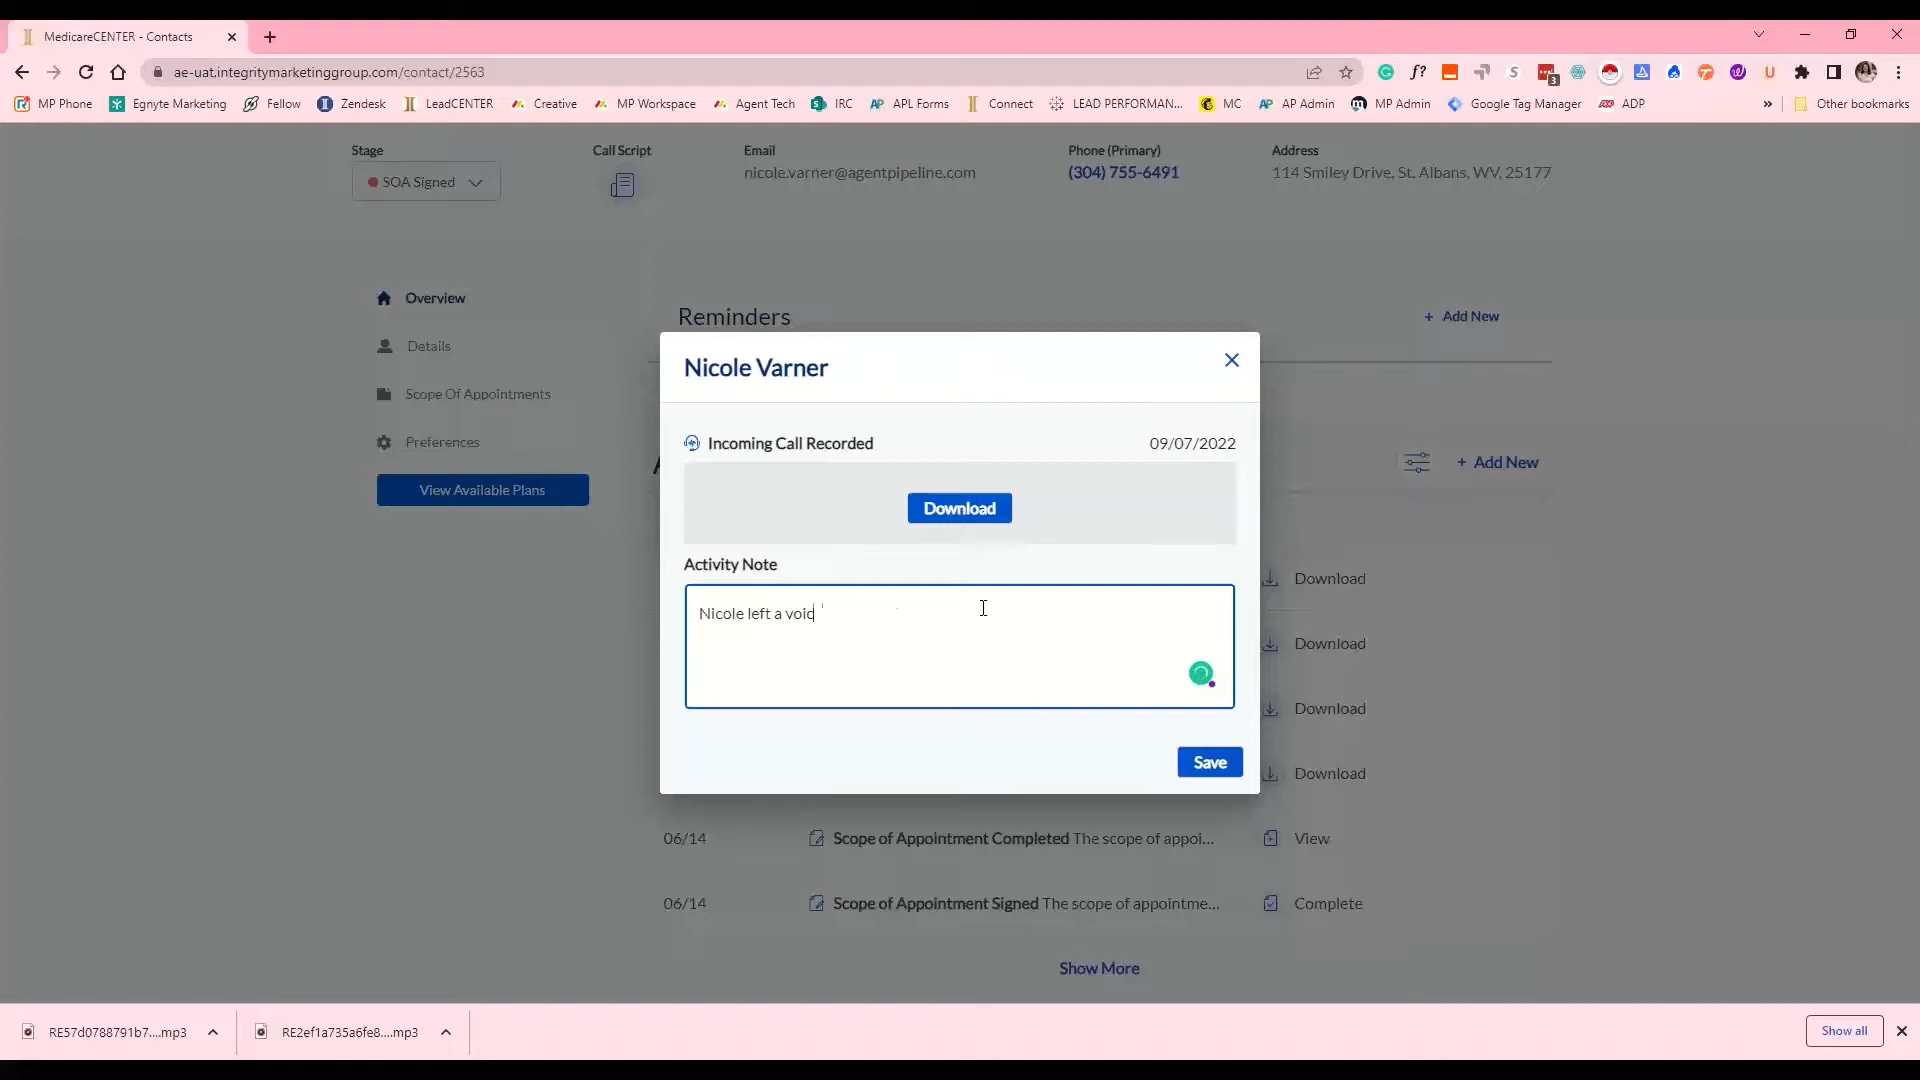 MedicareCENTER - Contacts
ae-uat.integritymarketinggroup.com/contact/2563
3
MP Phone Egnyte Marketing Fellow Zendesk LeadCENTER Creative MP Workspace Agent Tech IRC APL Forms Connect LEAD PERFORMAN... MC AP Admin MP Admin Google Tag Manager ADP » Other bookmarks
Stage Call Script Email Phone (Primary) Address
SOA Signed nicole.varner@agentpipeline.com (304) 755-6491 114 Smiley Drive, St. Albans, WV, 25177
Overview
Reminders + Add New
Details
Nicole Varner
Scope Of Appointments
Preferences
Incoming Call Recorded 09/07/2022
+ Add New
View Available Plans
Download
Activity Note
Download
Nicole left a voic
Download
Download
Save
Download
06/14 Scope of Appointment Completed The scope of appoi... View
06/14 Scope of Appointment Signed The scope of appointme... Complete
Show More
RE57d0788791b7....mp3 RE2ef1a735a6fe8....mp3 Show all